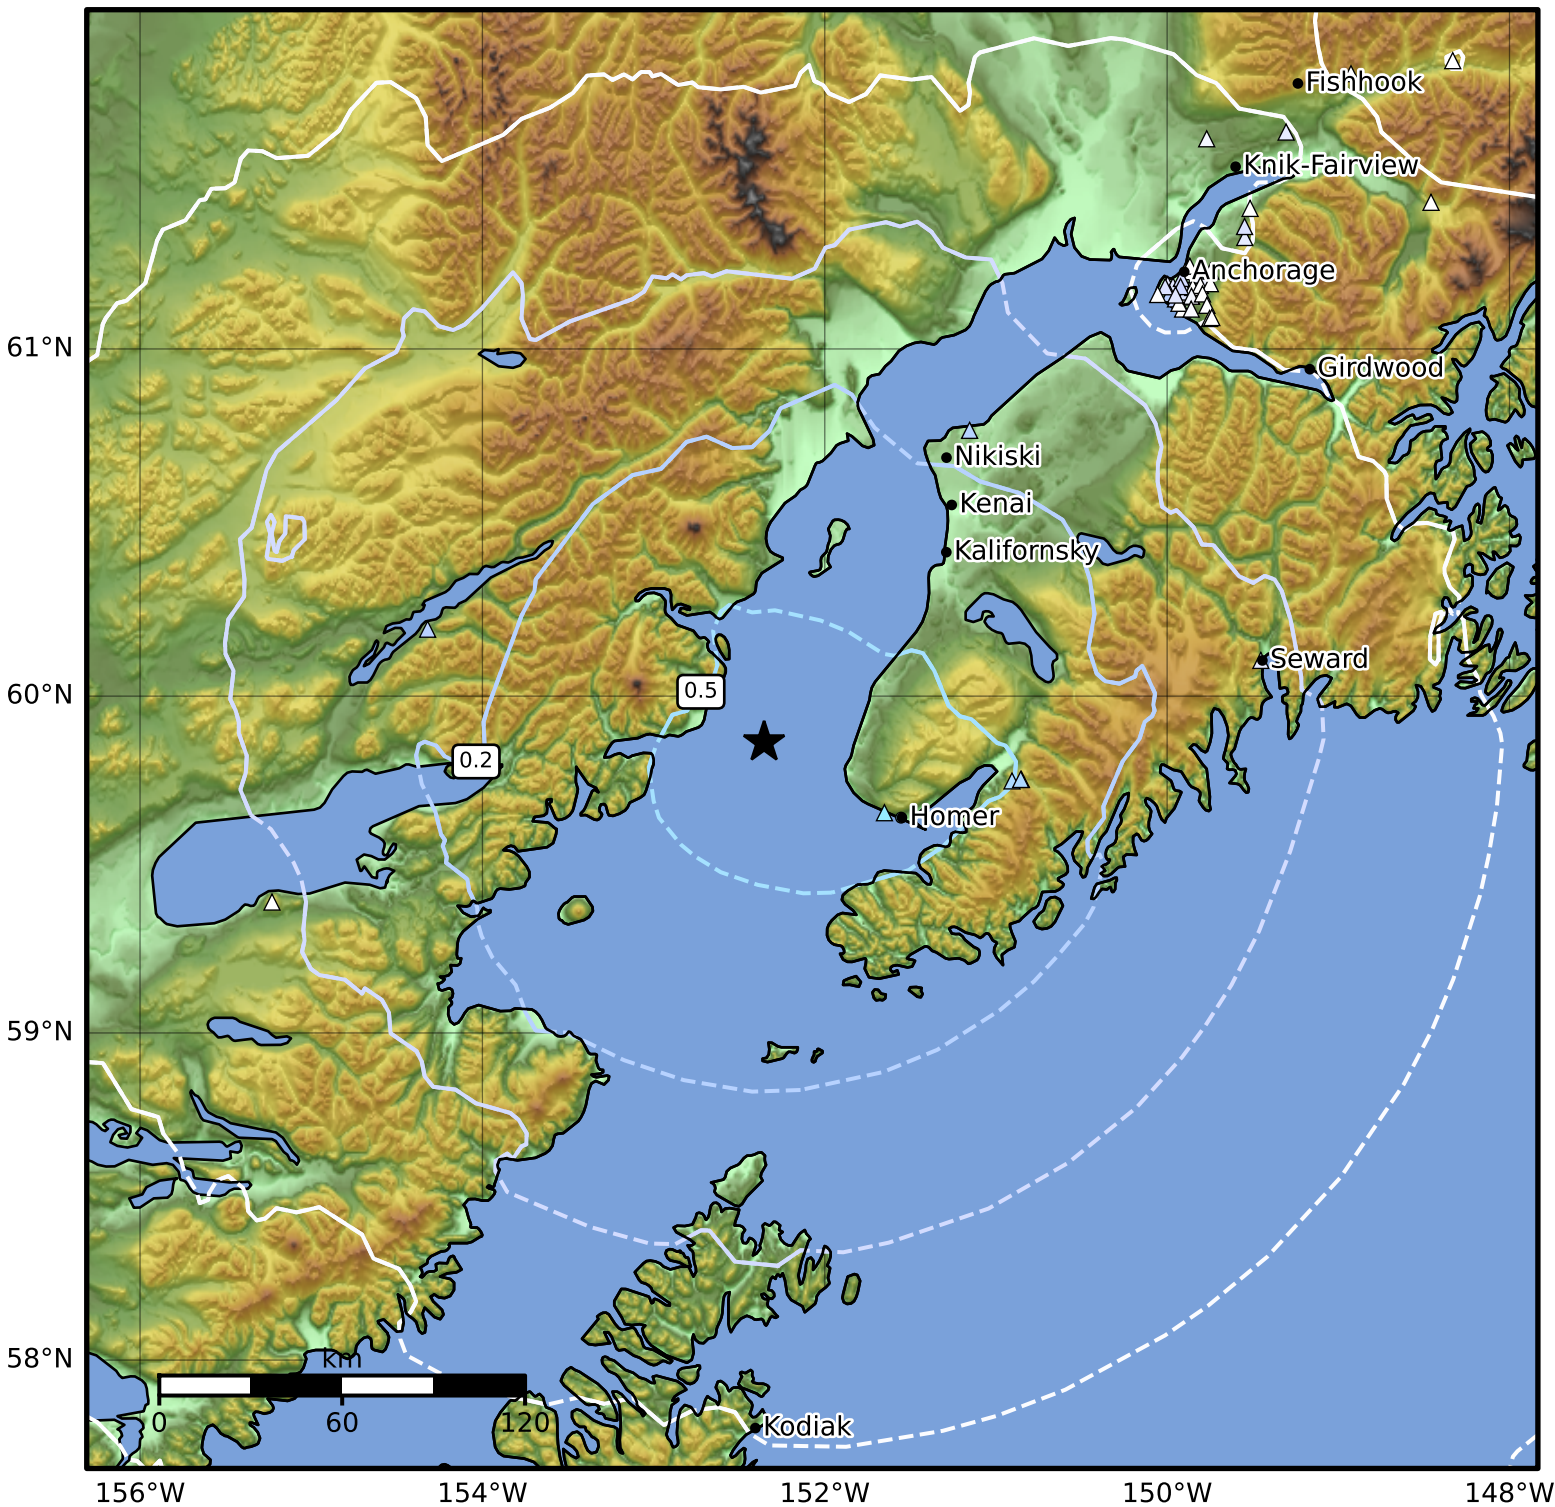 Fishhook
Knik-Fairview
Anchorage
61°N
Girdwood
Nikiski
Kenai
Kalifornsky
Seward
60°N
0.5
0.2
Homer
59°N
58°N
km
0
60
120
Kodiak
156°W
154°W
152°W
150°W
148°W